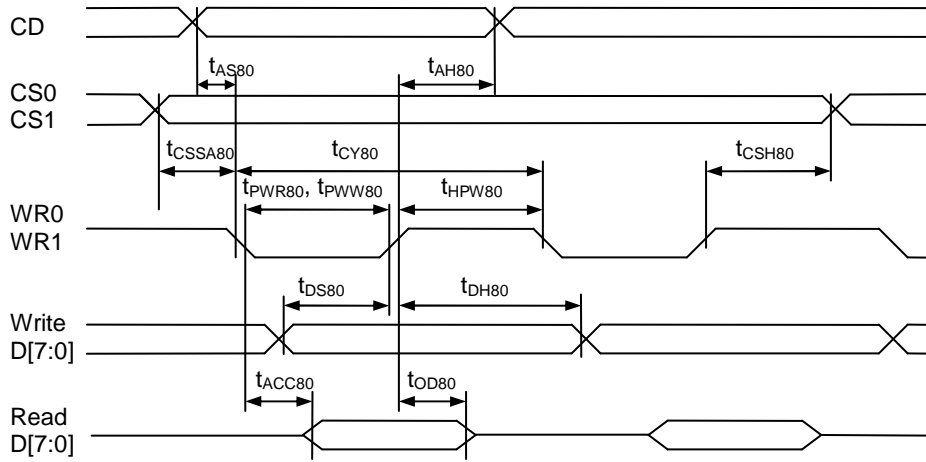 CD
tAS80 tAH80
CS0
CS1
tCSSA80 tCY80 tCSH80
tPWR80, tPWW80 tHPW80
WR0
WR1
tDS80 tDH80
Write
D[7:0]
tACC80 tOD80
Read
D[7:0]